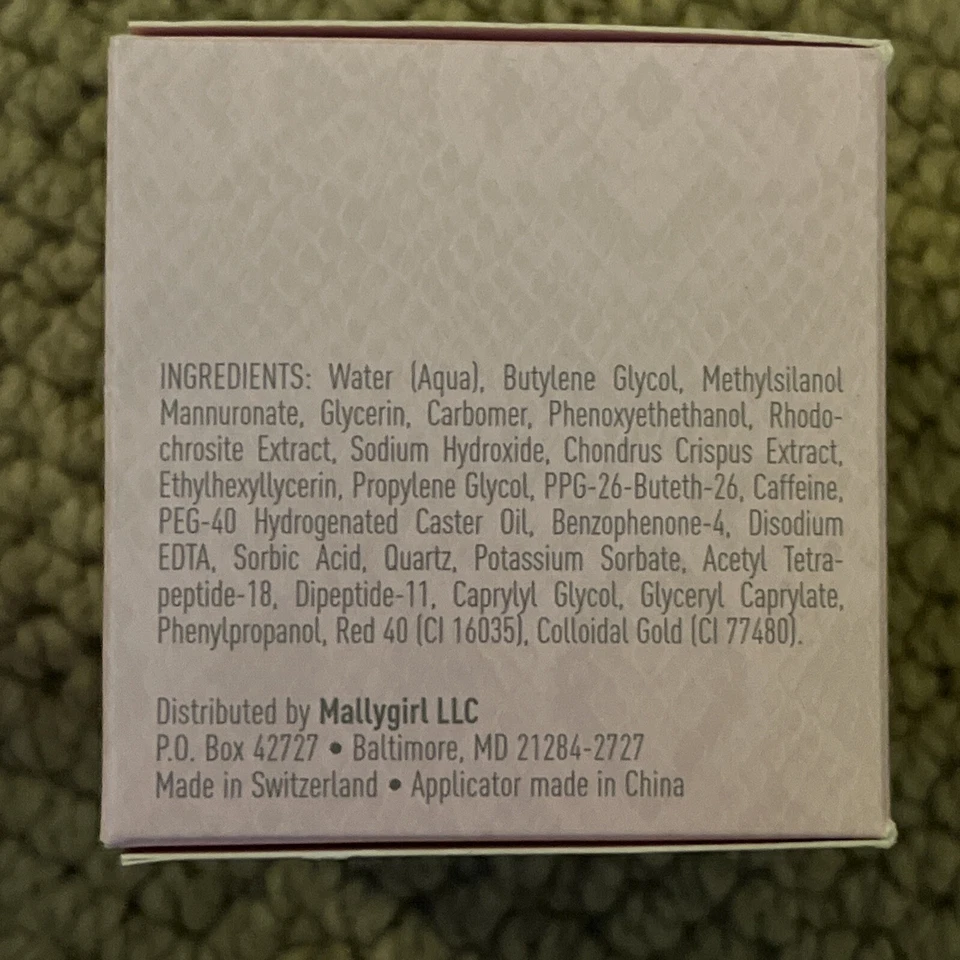 INGREDIENTS: Water (Aqua), Butylene Glycol, Methylsilanol
Mannuronate, Glycerin, Carbomer, Phenoxyethethanol, Rhodo-
chrosite Extract, Sodium Hydroxide, Chondrus Crispus Extract,
Ethylhexyllycerin, Propylene Glycol, PPG-26-Buteth-26, Caffeine,
PEG-40 Hydrogenated Caster Oil, Benzophenone-4, Disodium
EDTA, Sorbic Acid, Quartz, Potassium Sorbate, Acetyl Tetra-
peptide-18, Dipeptide-11, Caprylyl Glycol, Glyceryl Caprylate,
Phenylpropanol, Red 40 (CI 16035), Colloidal Gold (CI 77480).
Distributed by Mallygirl LLC
P.O. Box 42727 • Baltimore, MD 21284-2727
Made in Switzerland • Applicator made in China